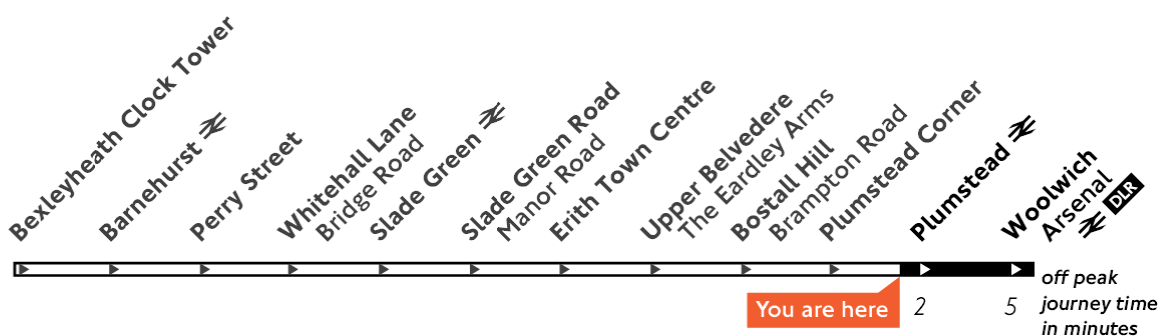 Bexleyheath Clock Tower
Barnehurst
Perry Street
Whitehall Lane
Bridge Road
Slade Green
Slade Green Road
Manor Road
Erith Town Centre
Upper Belvedere
The Eardley Arms
Bostall Hill
Brampton Road
Plumstead Corner
Plumstead
Woolwich
Arsenal
DLR
You are here
2
5
off peak
journey time
in minutes